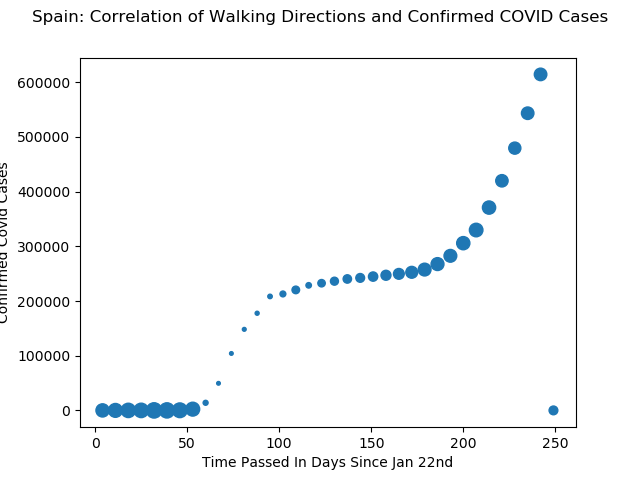 Spain: Correlation of Walking Directions and Confirmed COVID Cases
600000
500000
400000
300000
200000
100000
0
Confirmed Covid Cases
0 50 100 150 200 250
Time Passed In Days Since Jan 22nd